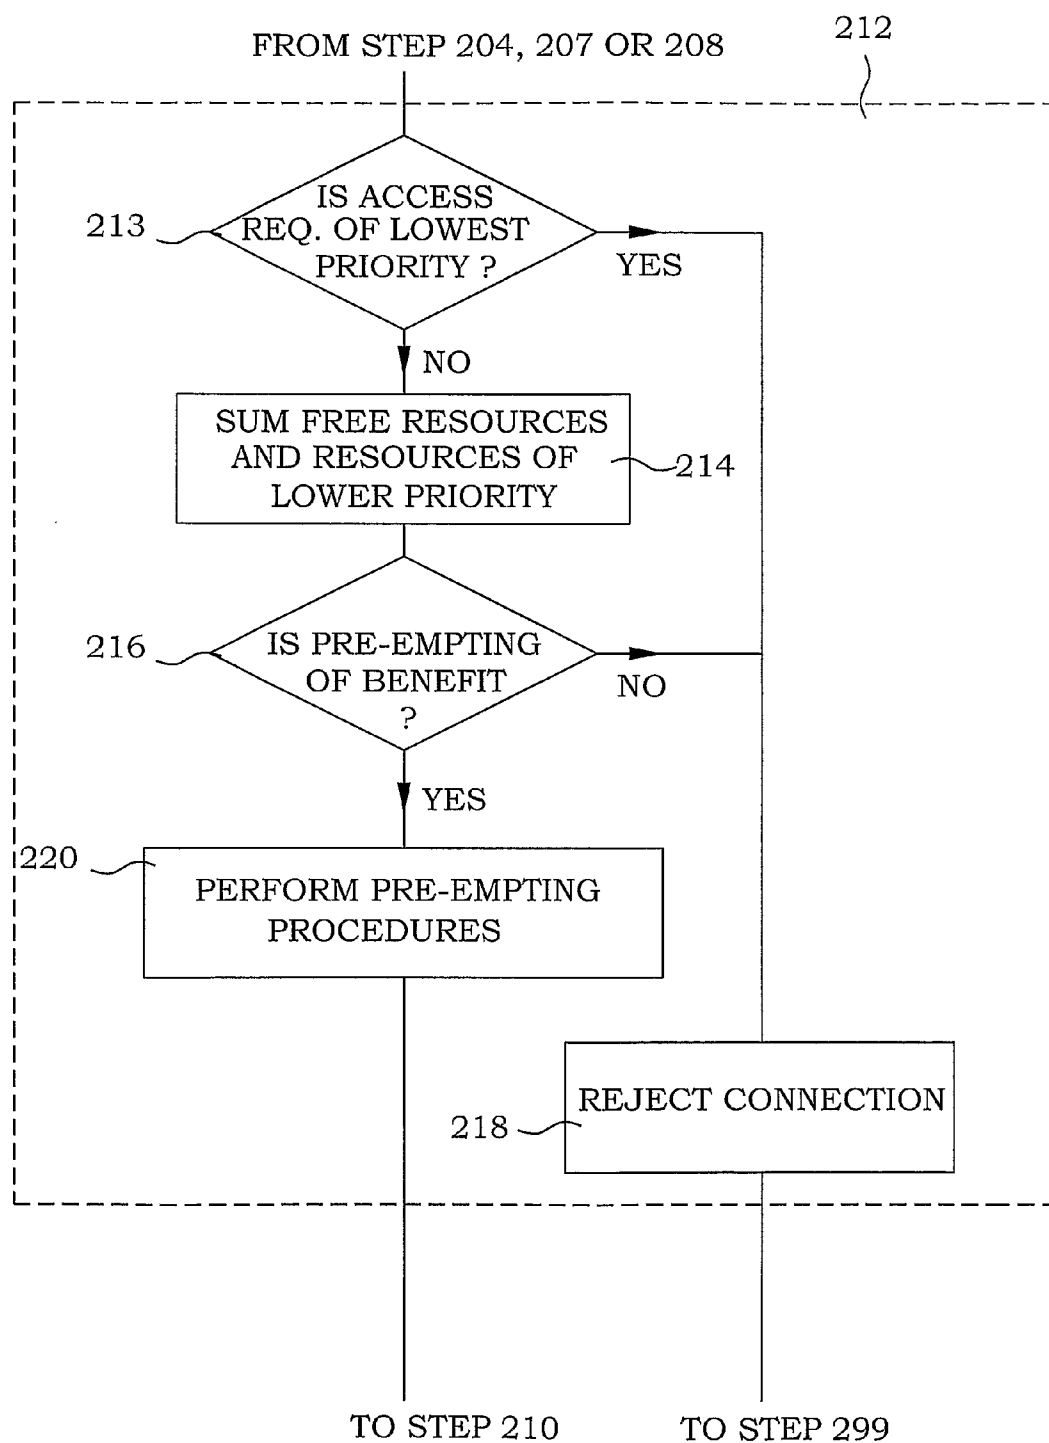 212
FROM STEP 204, 207 OR 208
IS ACCESS
REQ. OF LOWEST
PRIORITY ?
213
YES
NO
SUM FREE RESOURCES
AND RESOURCES OF
LOWER PRIORITY
214
IS PRE-EMPTING
OF BENEFIT
?
216
NO
YES
220
PERFORM PRE-EMPTING
PROCEDURES
REJECT CONNECTION
218
TO STEP 210
TO STEP 299